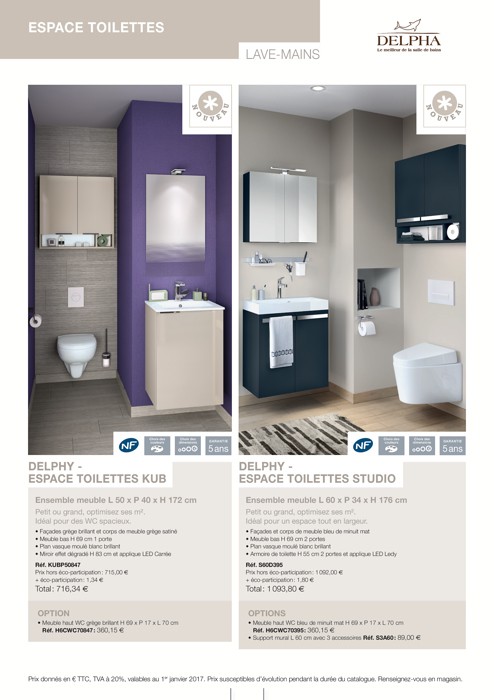 ESPACE TOILETTES
DELPHA
Le meilleur de la salle de bains
LAVE-MAINS
NOUVEAU
NOUVEAU
NF
GARANTIE
5 ans
NF
GARANTIE
5 ans
DELPHY -
ESPACE TOILETTES KUB
Ensemble meuble L 50 x P 40 x H 172 cm
Petit ou grand, optimisez ses m².
Idéal pour des WC spacieux.
• Façades grège brillant et corps de meuble grège satiné
• Meuble bas H 69 cm 1 porte
• Plan vasque moulé blanc brillant
• Miroir effet dégradé H 83 cm et applique LED Carrée
Réf. KUBP50847
Prix hors éco-participation : 715,00 €
+ éco-participation : 1,34 €
Total : 716,34 €
OPTION
• Meuble haut WC grège brillant H 69 x P 17 x L 70 cm
Réf. H6CWC70847 : 360,15 €
DELPHY -
ESPACE TOILETTES STUDIO
Ensemble meuble L 60 x P 34 x H 176 cm
Petit ou grand, optimisez ses m².
Idéal pour un espace tout en largeur.
• Façades et corps de meuble bleu de minuit mat
• Meuble bas H 69 cm 2 portes
• Plan vasque moulé blanc brillant
• Armoire de toilette H 55 cm 2 portes et applique LED Ledy
Réf. S60D395
Prix hors éco-participation : 1 092,00 €
+ éco-participation : 1,80 €
Total : 1 093,80 €
OPTIONS
• Meuble haut WC bleu de minuit mat H 69 x P 17 x L 70 cm
Réf. H6CWC70395 : 360,15 €
• Support mural L 60 cm avec 3 accessoires Réf. S3A60 : 89,00 €
Prix donnés en € TTC, TVA à 20%, valables au 1er janvier 2017. Prix susceptibles d'évolution pendant la durée du catalogue. Renseignez-vous en magasin.